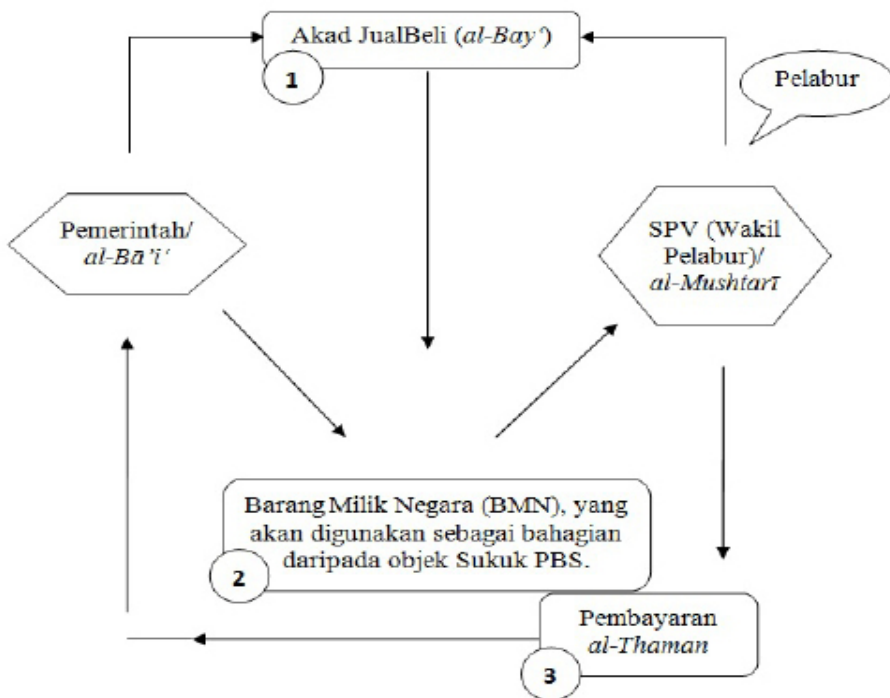 Akad JualBeli (al-Bay‘)
1
Pelabur
Pemerintah/
al-Bā’i‘
SPV (Wakil
Pelabur)/
al-Mushtarī
Barang Milik Negara (BMN), yang
akan digunakan sebagai bahagian
daripada objek Sukuk PBS.
2
Pembayaran
al-Thaman
3